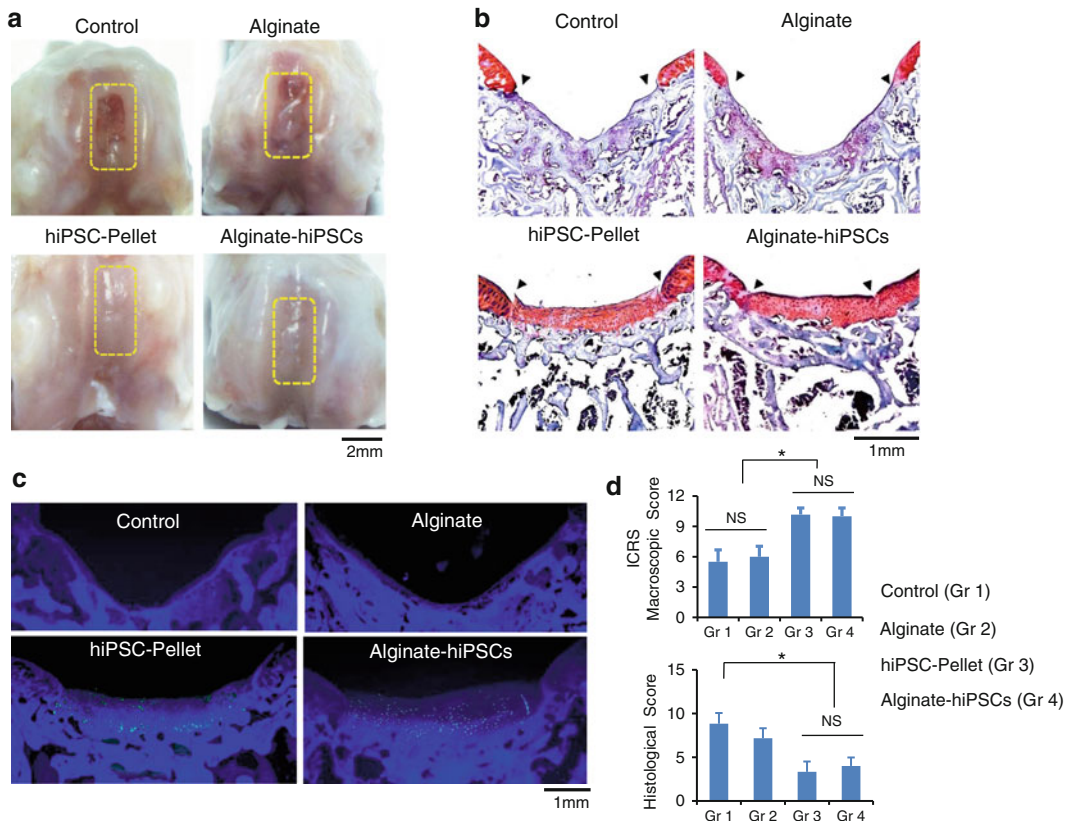 a
Control
Alginate
hiPSC-Pellet
Alginate-hiPSCs
2mm
b
Control
Alginate
hiPSC-Pellet
Alginate-hiPSCs
1mm
c
Control
Alginate
hiPSC-Pellet
Alginate-hiPSCs
1mm
d
ICRS
Macroscopic Score
12
9
6
3
0
NS
*
NS
Gr 1 Gr 2 Gr 3 Gr 4
Histological Score
15
10
5
0
*
NS
Gr 1 Gr 2 Gr 3 Gr 4
Control (Gr 1)
Alginate (Gr 2)
hiPSC-Pellet (Gr 3)
Alginate-hiPSCs (Gr 4)